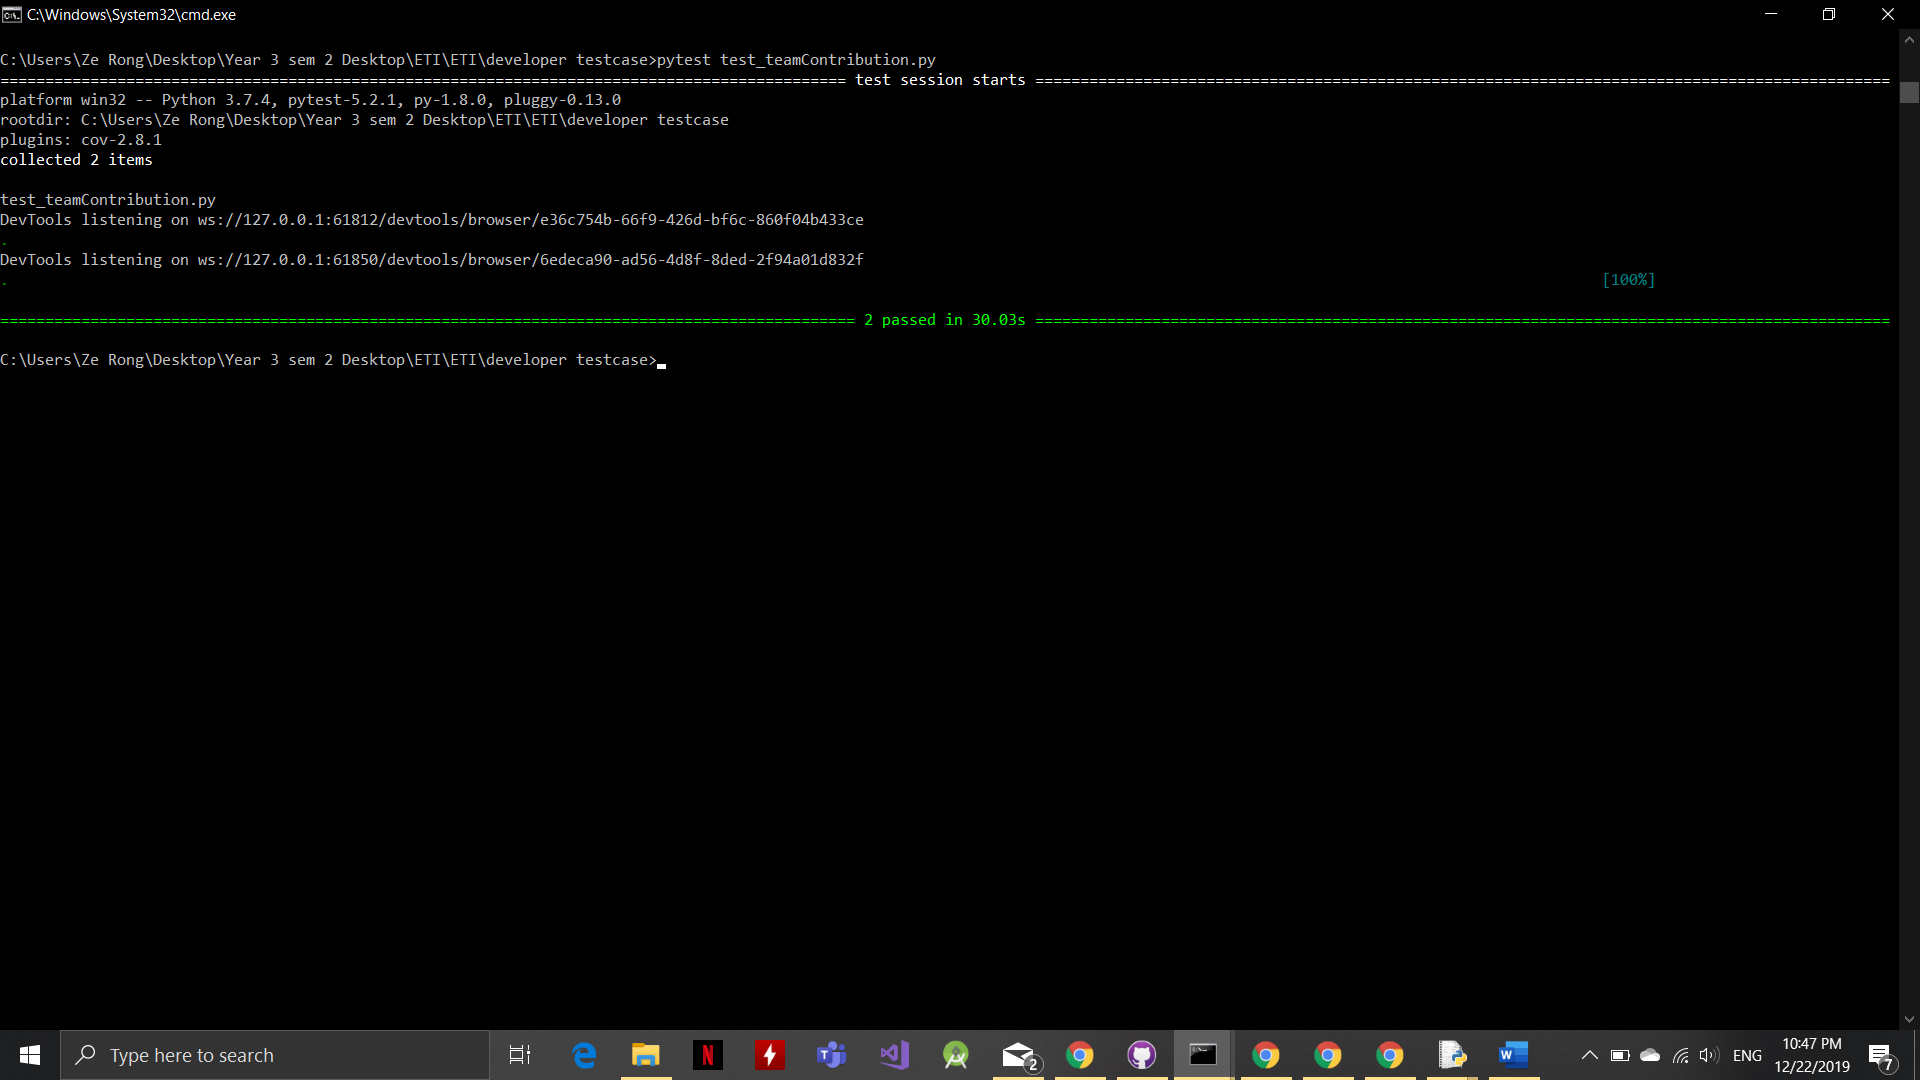 C:\Windows\System32\cmd.exe
C:\Users\Ze Rong\Desktop\Year 3 sem 2 Desktop\ETI\ETI\developer testcase>pytest test_teamContribution.py
============================================================================================== test session starts ===============================================================================================
platform win32 -- Python 3.7.4, pytest-5.2.1, py-1.8.0, pluggy-0.13.0
rootdir: C:\Users\Ze Rong\Desktop\Year 3 sem 2 Desktop\ETI\ETI\developer testcase
plugins: cov-2.8.1
collected 2 items
test_teamContribution.py
DevTools listening on ws://127.0.0.1:61812/devtools/browser/e36c754b-66f9-426d-bf6c-860f04b433ce
.
DevTools listening on ws://127.0.0.1:61850/devtools/browser/6edeca90-ad56-4d8f-8ded-2f94a01d832f
. [100%]
=============================================================================================== 2 passed in 30.03s ===============================================================================================
C:\Users\Ze Rong\Desktop\Year 3 sem 2 Desktop\ETI\ETI\developer testcase>
Type here to search
2
ENG
10:47 PM
12/22/2019
7